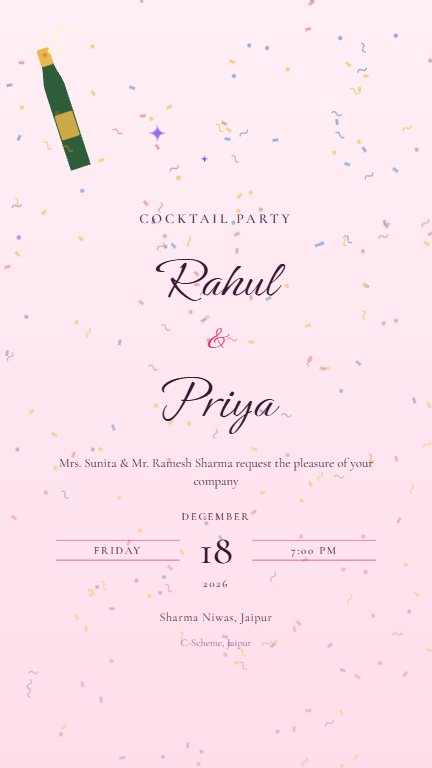 COCKTAIL PARTY
Rahul
&
Priya
Mrs. Sunita & Mr. Ramesh Sharma request the pleasure of your
company
DECEMBER
FRIDAY 18 7:00 PM
2026
Sharma Niwas, Jaipur
C-Scheme, Jaipur